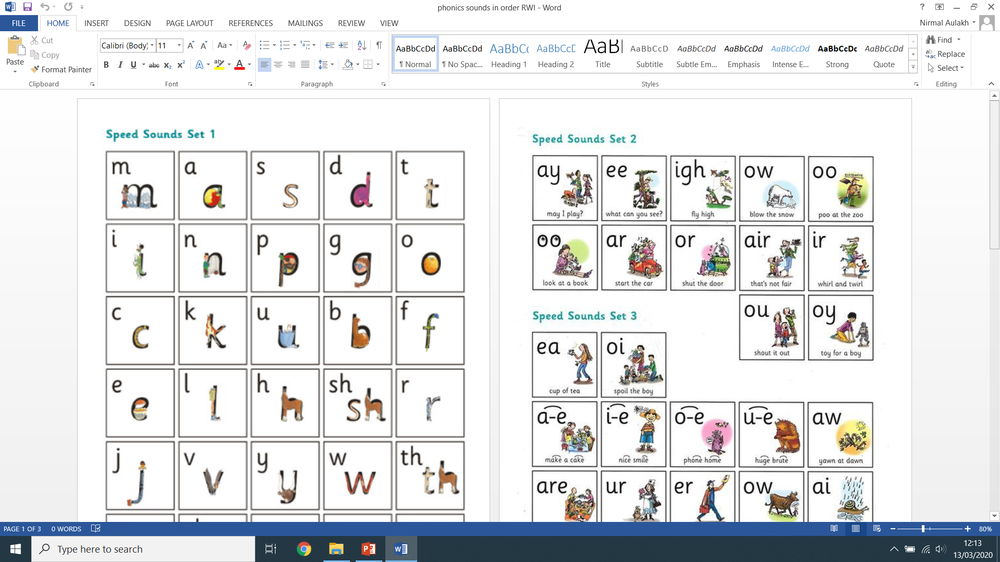 phonics sounds in order RWI - Word
?
FILE HOME INSERT DESIGN PAGE LAYOUT REFERENCES MAILINGS REVIEW VIEW
Nirmal Aulakh
Paste
Cut
Copy
Format Painter
Clipboard
Calibri (Body) 11 Aa
B I U abc x₂ x² A ab A
Font
Paragraph
AaBbCcDd AaBbCcDd AaBbCc AaBbCcD AaBl AaBbCcD AaBbCcDd AaBbCcDd AaBbCcDd AaBbCcDc AaBbCcDd
¶ Normal ¶ No Spac... Heading 1 Heading 2 Title Subtitle Subtle Em... Emphasis Intense E... Strong Quote
Styles
Find
Replace
Select
Editing
Speed Sounds Set 1
m a s d t
m a s d t
i n p g o
i n p g o
c k u b f
c k u b f
e l h sh r
e l h sh r
j v y w th
j v y w th
Speed Sounds Set 2
ay ee igh ow oo
may I play? what can you see? fly high blow the snow poo at the zoo
oo ar or air ir
look at a book start the car shut the door that's not fair whirl and twirl
ou oy
shout it out toy for a boy
Speed Sounds Set 3
ea oi
cup of tea spoil the boy
a-e i-e o-e u-e aw
make a cake nice smile phone home huge brute yawn at dawn
are ur er ow ai
PAGE 1 OF 3 0 WORDS
80%
Type here to search
12:13
13/03/2020